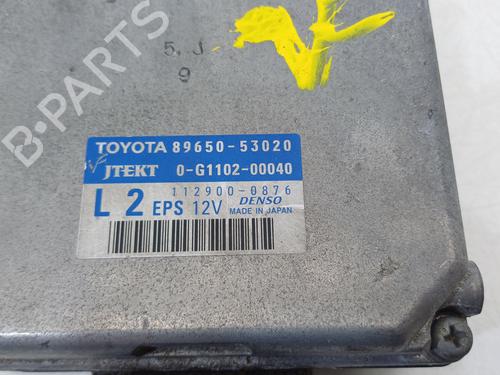 5. J
9
B-PARTS
TOYOTA 89650-53020
JTEKT 0-G1102-00040
112900-0876
L 2 EPS 12V DENSO
MADE IN JAPAN